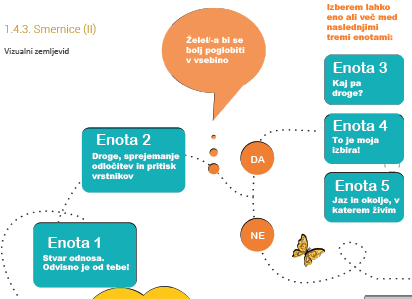 1.4.3. Smernice (II)
Vizualni zemljevid
Želel/-a bi se
bolj poglobiti
v vsebino
Izberem lahko
eno ali več med
naslednjimi
tremi enotami:
Enota 3
Kaj pa
droge?
Enota 4
To je moja
izbira!
Enota 5
Jaz in okolje, v
katerem živim
Enota 2
Droge, sprejemanje
odločitev in pritisk
vrstnikov
DA
NE
Enota 1
Stvar odnosa.
Odvisno je od tebe!